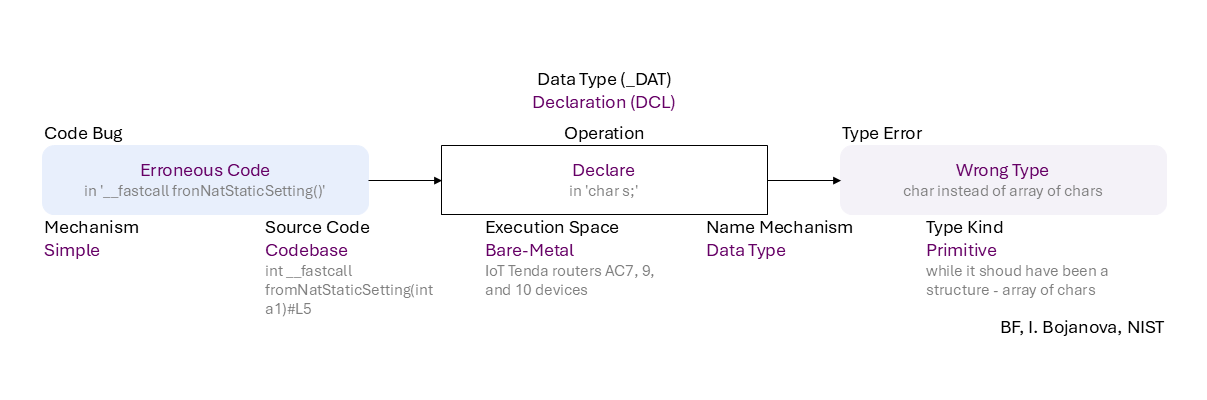 Data Type (_DAT)
Declaration (DCL)
Code Bug
Operation
Type Error
Erroneous Code
in '__fastcall fronNatStaticSetting()'
Declare
in 'char s;'
Wrong Type
char instead of array of chars
Mechanism
Simple
Source Code
Codebase
int __fastcall
fromNatStaticSetting(int
a1)#L5
Execution Space
Bare-Metal
IoT Tenda routers AC7, 9,
and 10 devices
Name Mechanism
Data Type
Type Kind
Primitive
while it shoud have been a
structure - array of chars
BF, I. Bojanova, NIST